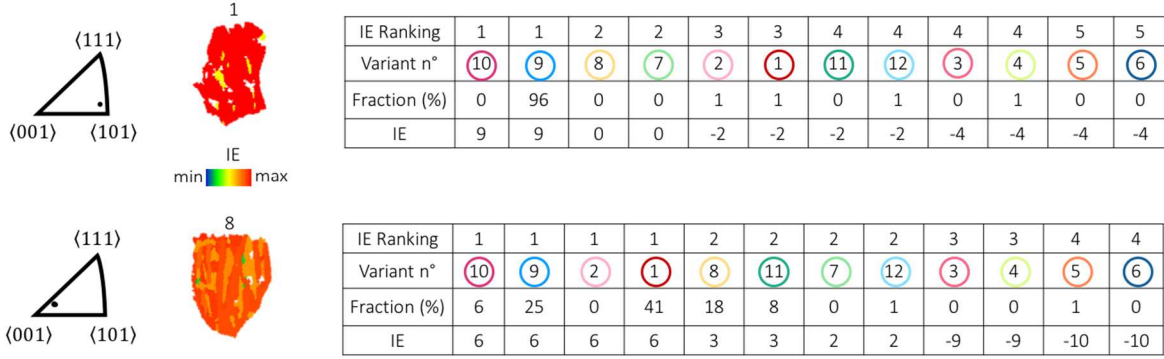 1
⟨111⟩
⟨001⟩ ⟨101⟩
IE
min max
IE Ranking 1 1 2 2 3 3 4 4 4 4 5 5
Variant n° 10 9 8 7 2 1 11 12 3 4 5 6
Fraction (%) 0 96 0 0 1 1 0 1 0 1 0 0
IE 9 9 0 0 -2 -2 -2 -2 -4 -4 -4 -4
8
⟨111⟩
⟨001⟩ ⟨101⟩
IE Ranking 1 1 1 1 2 2 2 2 3 3 4 4
Variant n° 10 9 2 1 8 11 7 12 3 4 5 6
Fraction (%) 6 25 0 41 18 8 0 1 0 0 1 0
IE 6 6 6 6 3 3 2 2 -9 -9 -10 -10